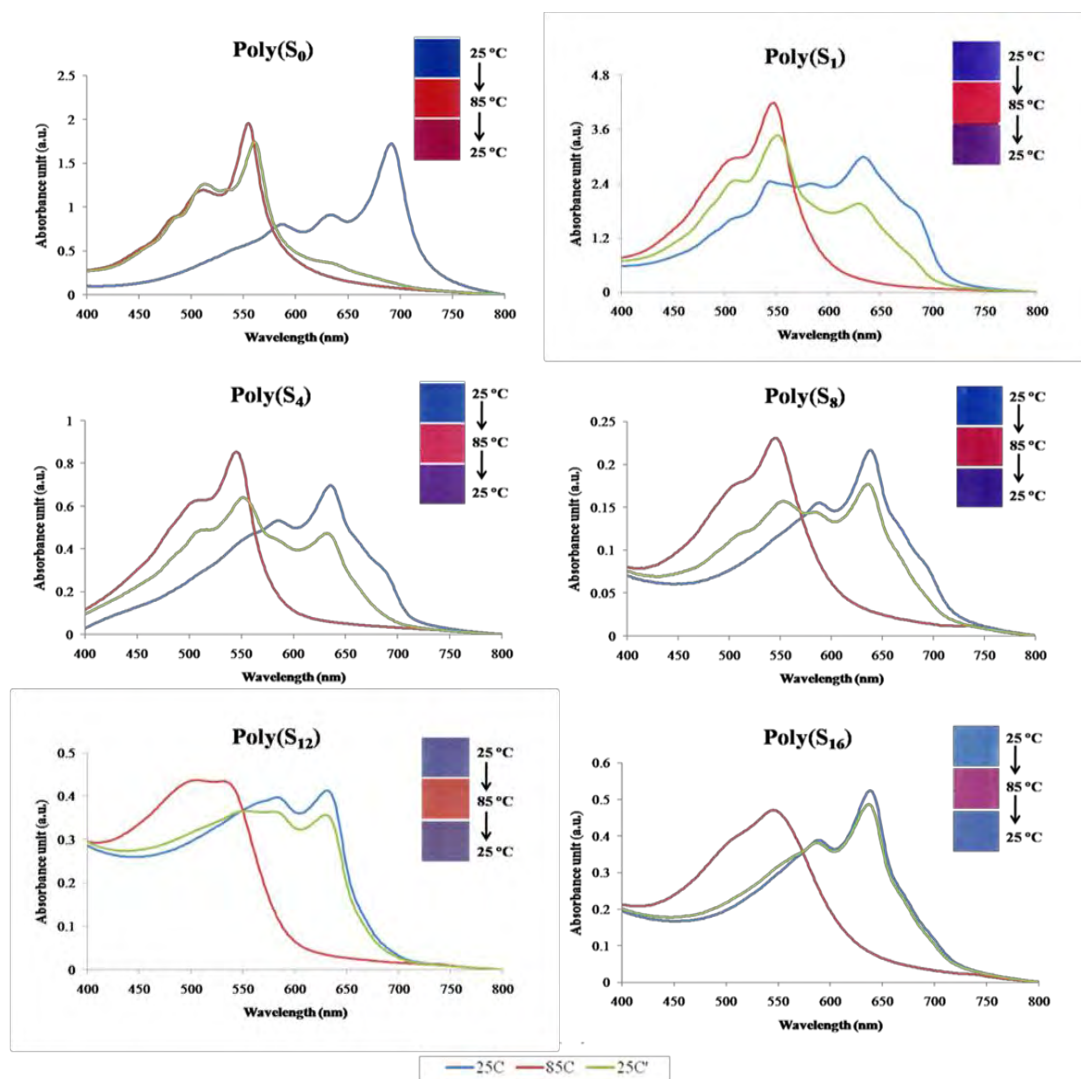 Poly(S₀)
25 °C
85 °C
25 °C
2.5
2
1.5
1
0.5
0
Absorbance unit (a.u.)
400 450 500 550 600 650 700 750 800
Wavelength (nm)
Poly(S₁)
25 °C
85 °C
25 °C
4.8
3.6
2.4
1.2
0
Absorbance unit (a.u.)
400 450 500 550 600 650 700 750 800
Wavelength (nm)
Poly(S₄)
25 °C
85 °C
25 °C
1
0.8
0.6
0.4
0.2
0
Absorbance unit (a.u.)
400 450 500 550 600 650 700 750 800
Wavelength (nm)
Poly(S₈)
25 °C
85 °C
25 °C
0.25
0.2
0.15
0.1
0.05
0
Absorbance unit (a.u.)
400 450 500 550 600 650 700 750 800
Wavelength (nm)
Poly(S₁₂)
25 °C
85 °C
25 °C
0.5
0.4
0.3
0.2
0.1
0
Absorbance unit (a.u.)
400 450 500 550 600 650 700 750 800
Wavelength (nm)
Poly(S₁₆)
25 °C
85 °C
25 °C
0.6
0.5
0.4
0.3
0.2
0.1
0
Absorbance unit (a.u.)
400 450 500 550 600 650 700 750 800
Wavelength (nm)
25C 85C 25C'